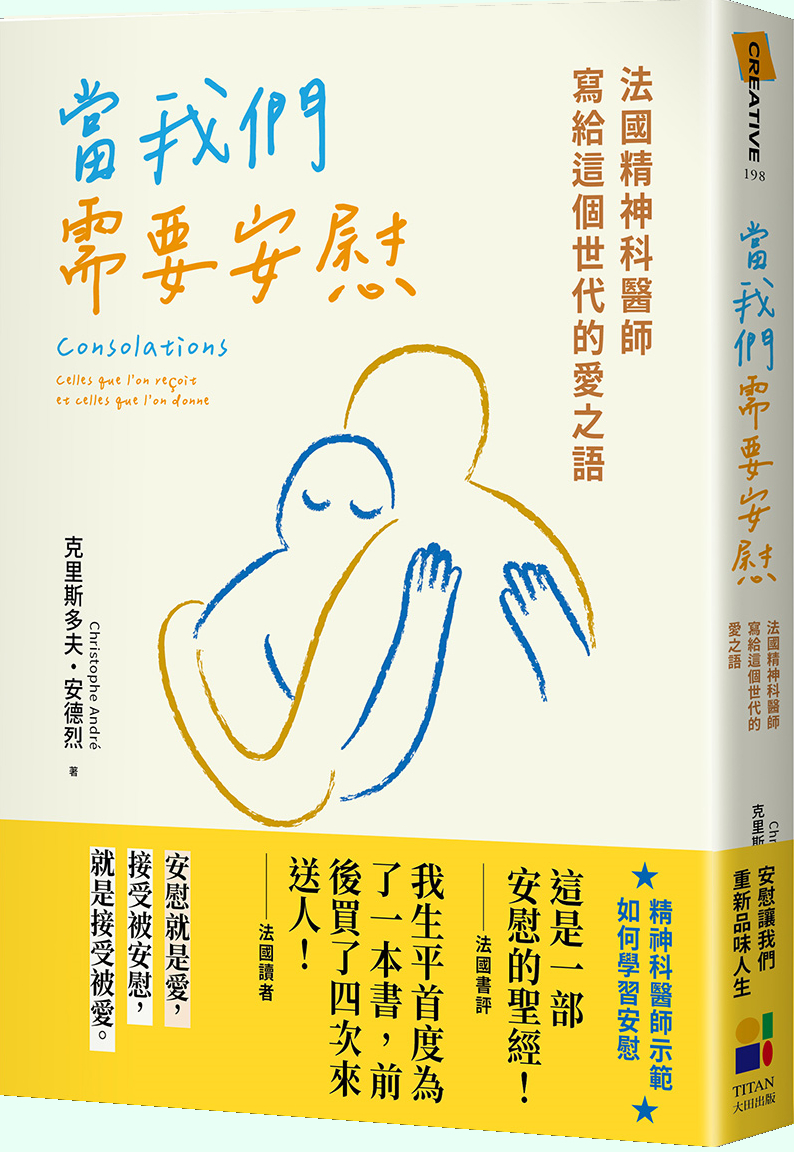 當我們
需要安慰
Consolations
Celles que l'on reçoit
et celles que l'on donne
法國精神科醫師
寫給這個世代的愛之語
克里斯多夫・安德烈
Christophe André
著
★精神科醫師示範
如何學習安慰★
這是一部
安慰的聖經！
——法國書評
我生平首度為
了一本書，前
後買了四次來
送人！
——法國讀者
安慰就是愛，
接受被安慰，
就是接受被愛。
CREATIVE
198
當我們需要安慰
法國精神科醫師
寫給這個世代的
愛之語
克里斯
Chr
安慰讓我們
重新品味人生
TITAN
大田出版